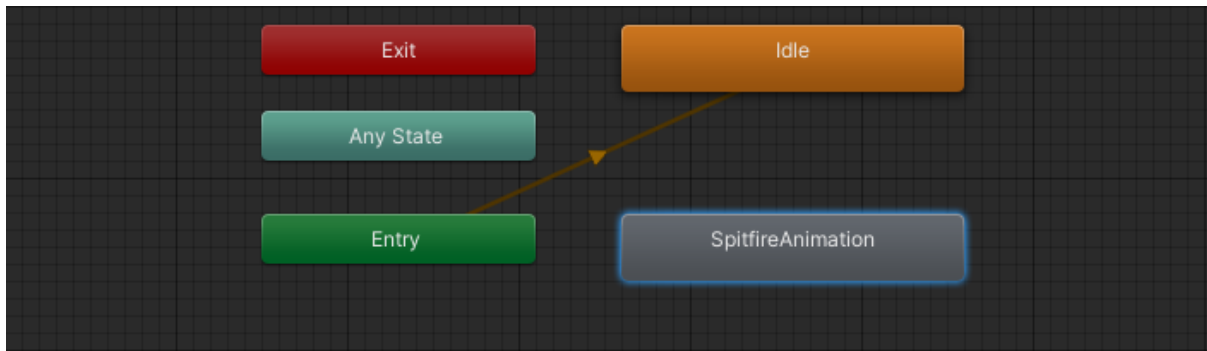 Exit
Idle
Any State
Entry
SpitfireAnimation